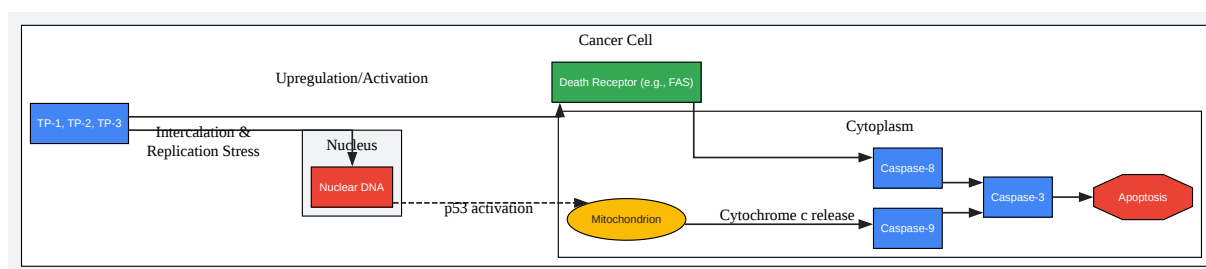 Cancer Cell
Upregulation/Activation
Death Receptor (e.g., FAS)
TP-1, TP-2, TP-3
Intercalation &
Replication Stress
Nucleus
Nuclear DNA
p53 activation
Cytoplasm
Mitochondrion
Cytochrome c release
Caspase-8
Caspase-9
Caspase-3
Apoptosis